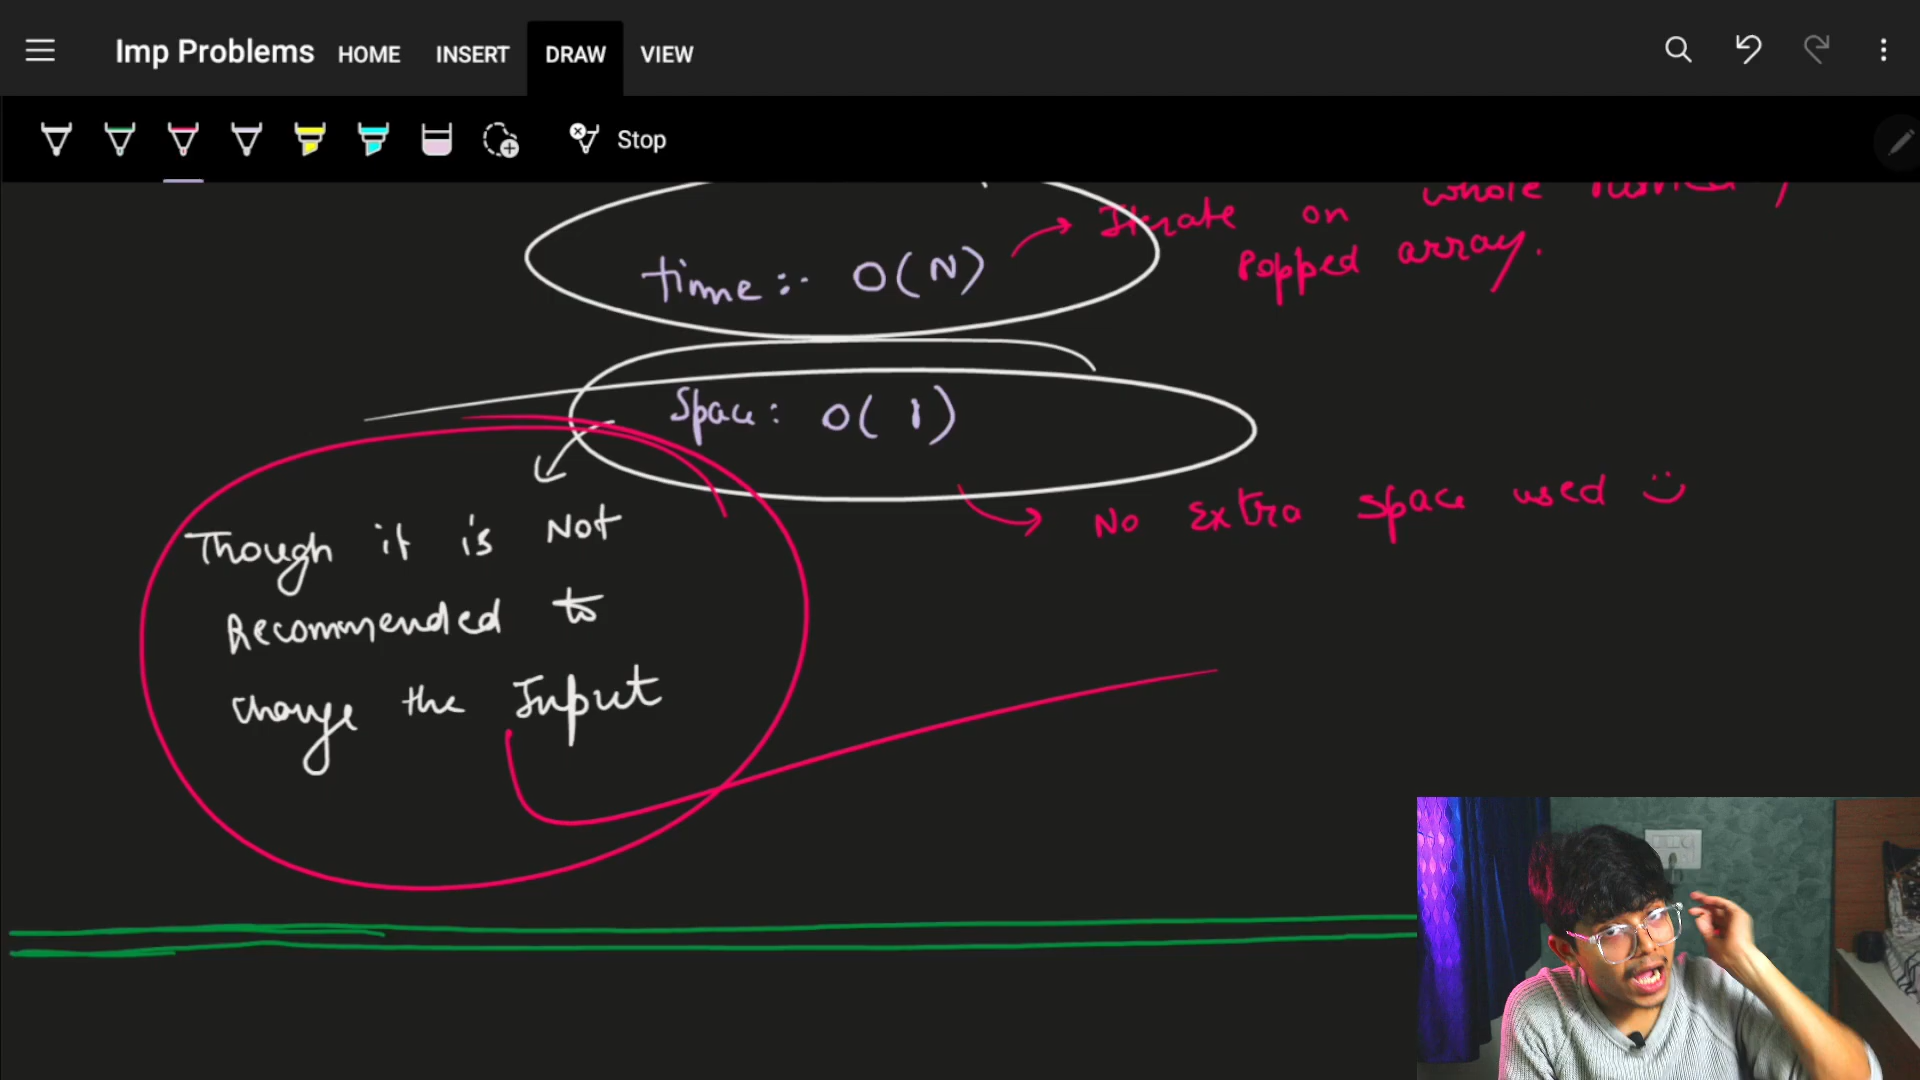 Imp Problems HOME INSERT DRAW VIEW
Stop
Iterate on whole
Popped array.
time :- O(N)
Space: O(1)
No Extra space used :)
Though it is Not
Recommended to
change the Input